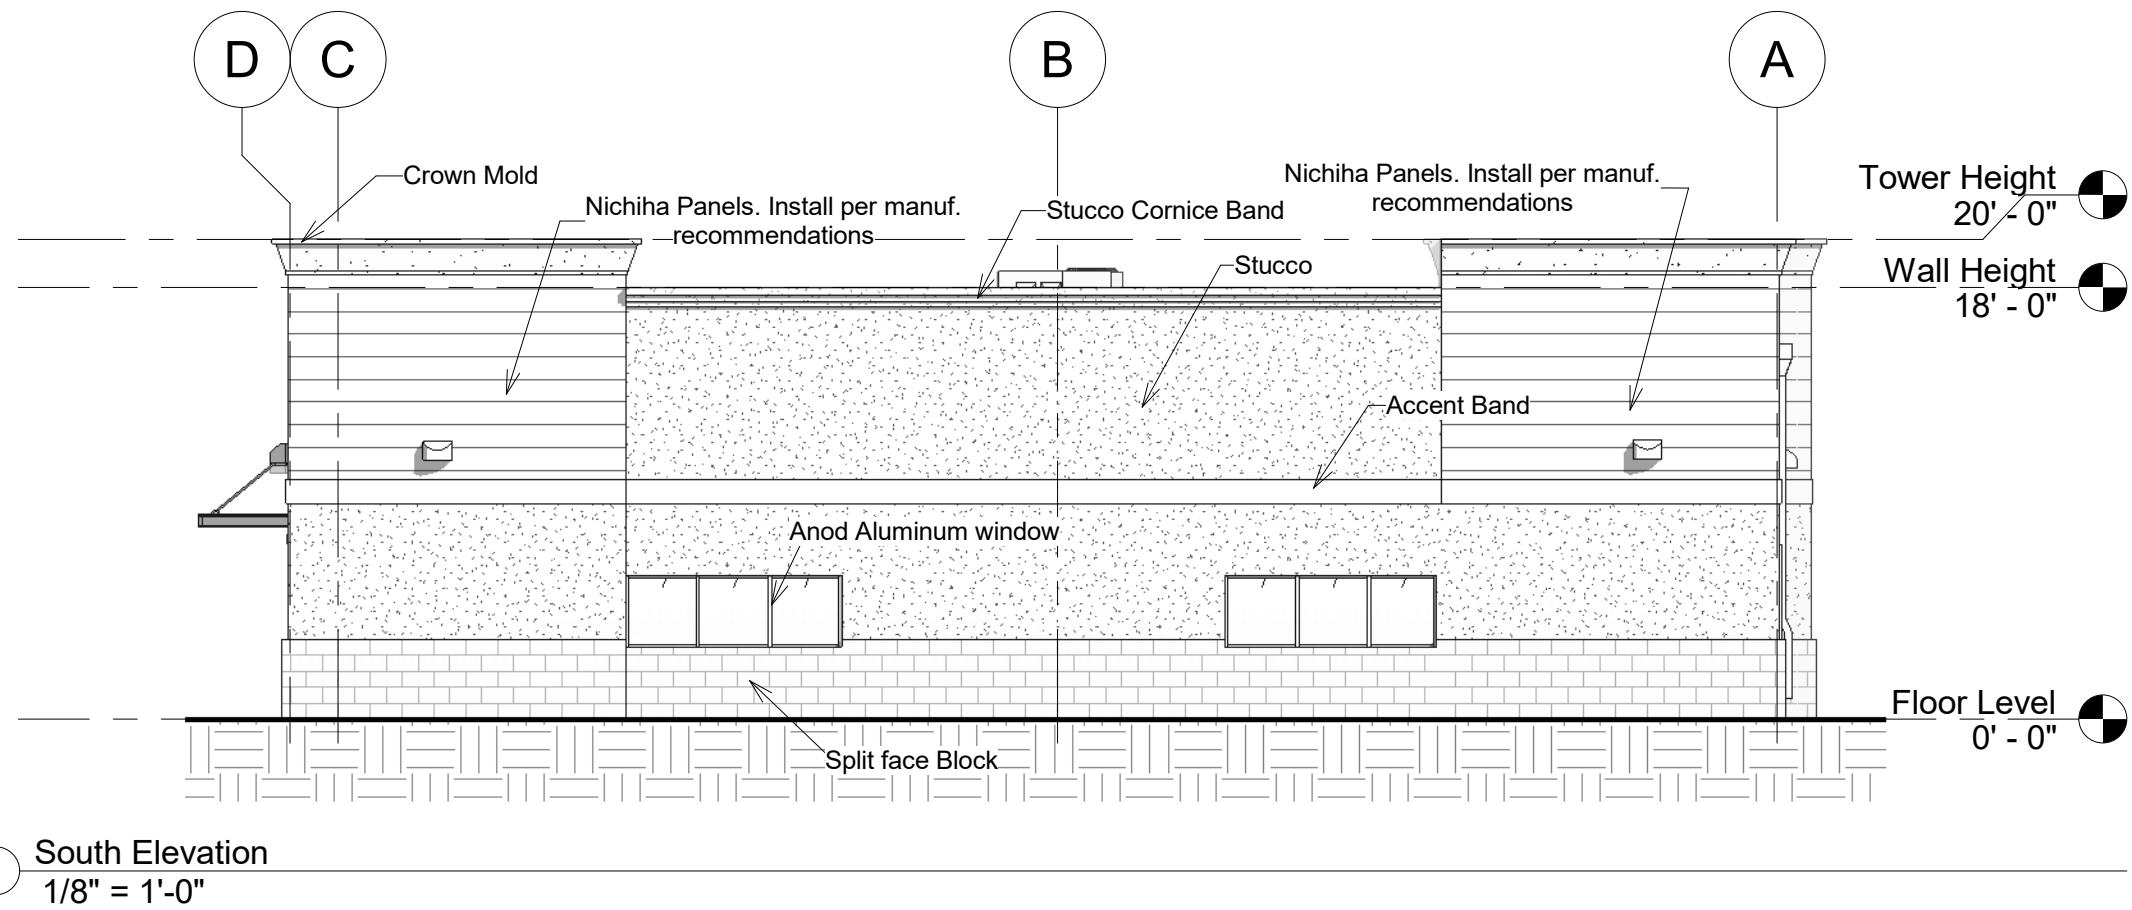 D
C
B
A
Crown Mold
Nichiha Panels. Install per manuf.
recommendations
Stucco Cornice Band
Stucco
Nichiha Panels. Install per manuf.
recommendations
Tower Height
20' - 0"
Wall Height
18' - 0"
Accent Band
Anod Aluminum window
Floor Level
0' - 0"
Split face Block
South Elevation
1/8" = 1'-0"